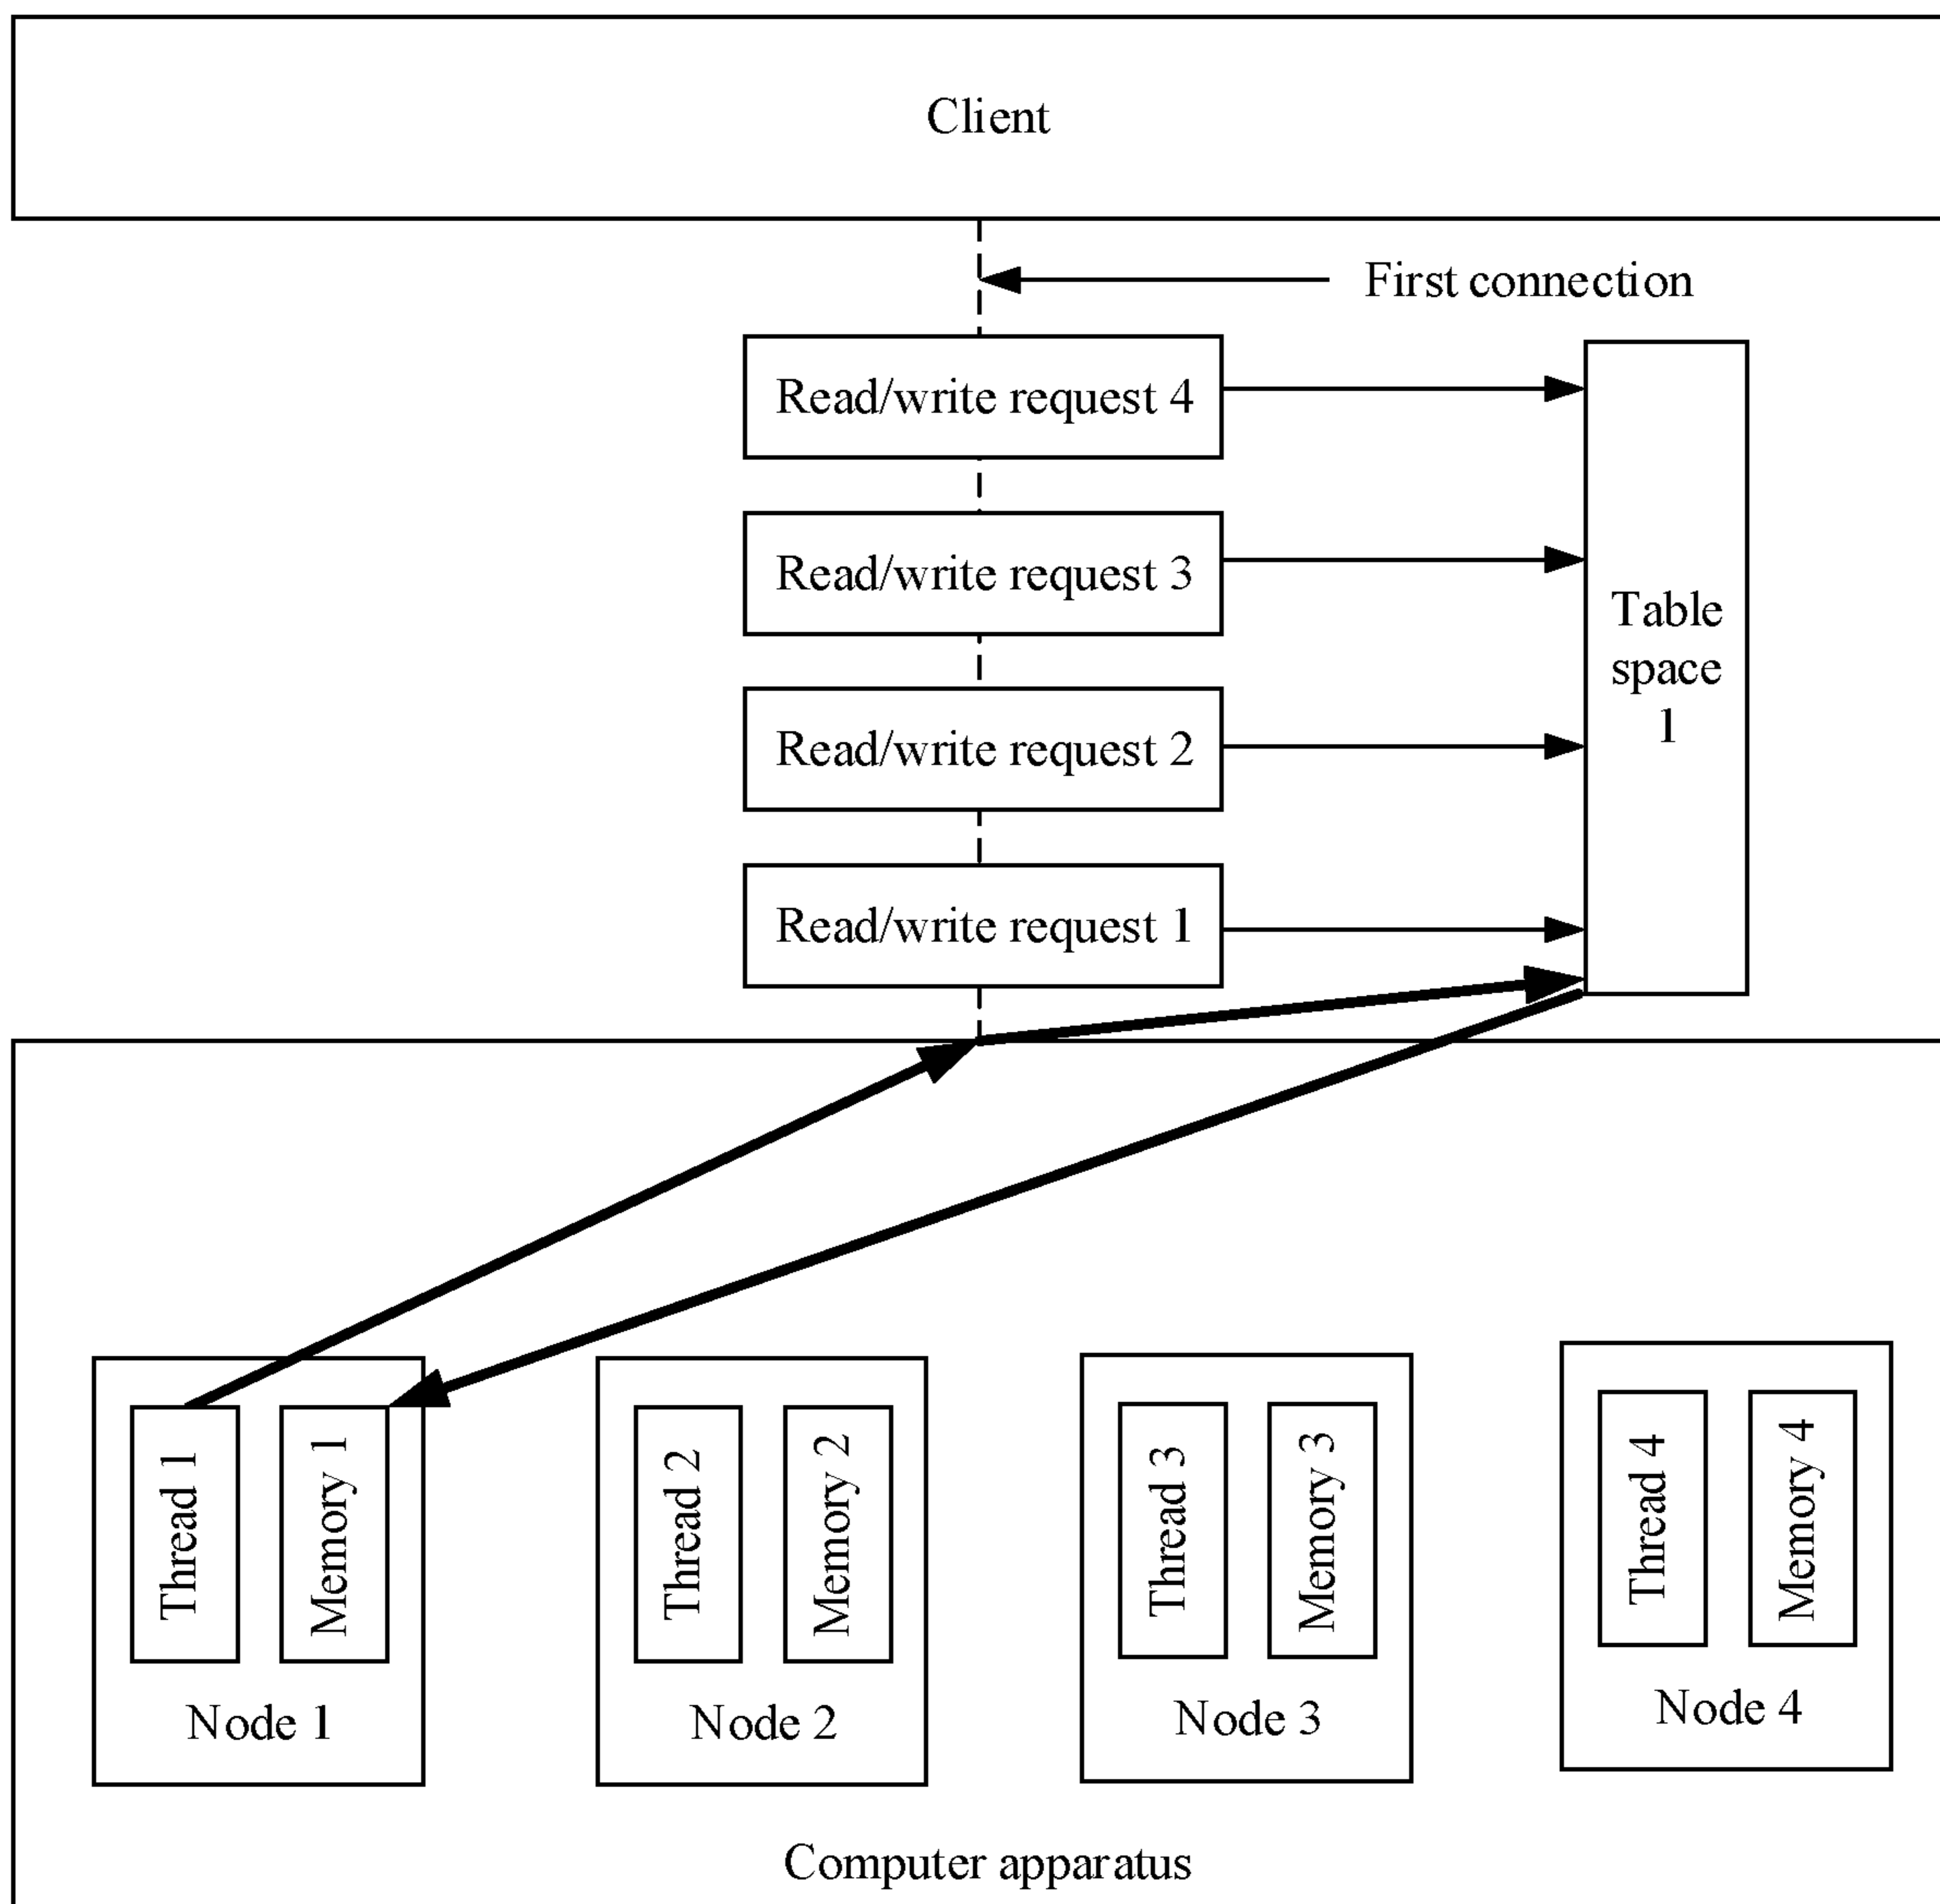 Client
First connection
Read/write request 4
Read/write request 3
Read/write request 2
Read/write request 1
Table
space
1
Thread 1
Memory 1
Node 1
Thread 2
Memory 2
Node 2
Thread 3
Memory 3
Node 3
Thread 4
Memory 4
Node 4
Computer apparatus